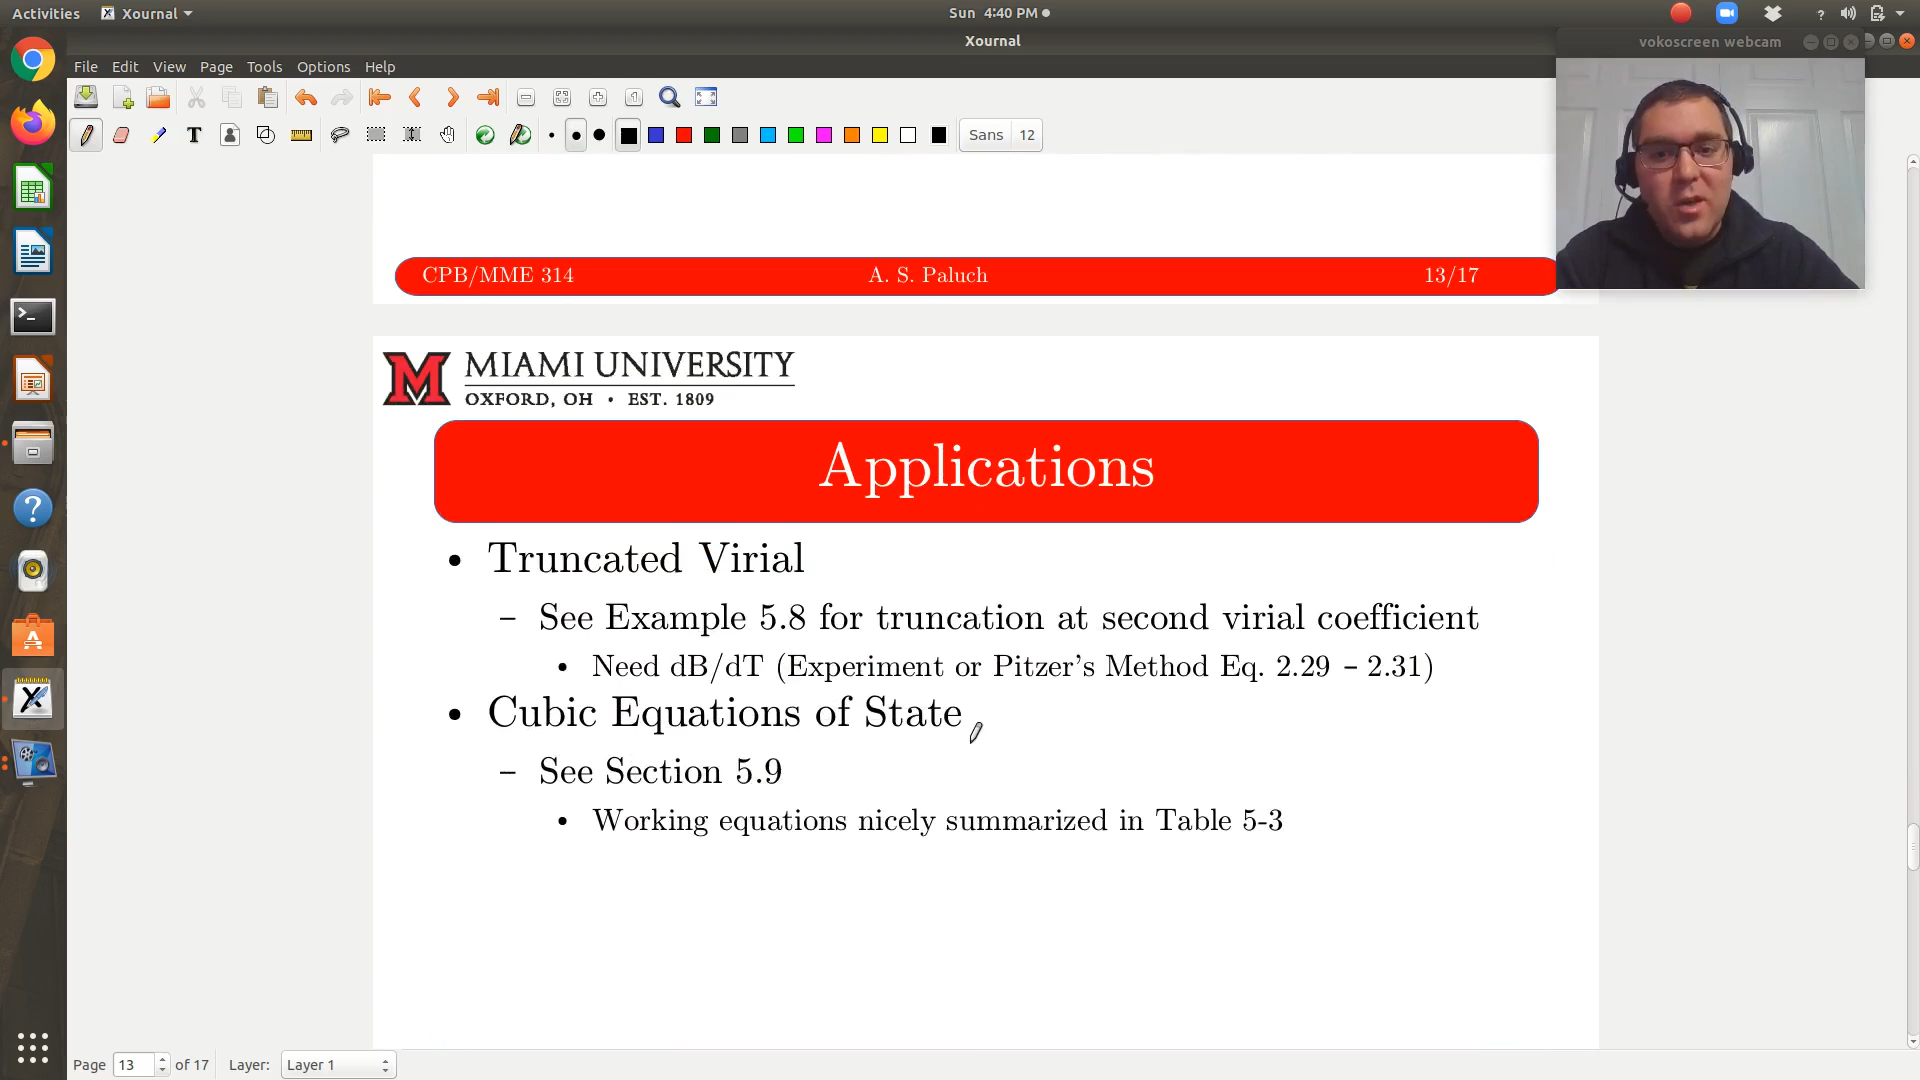 Activities
Xournal
Sun 4:40 PM
Xournal
vokoscreen webcam
File Edit View Page Tools Options Help
T
Sans 12
CPB/MME 314
A. S. Paluch
13/17
M
MIAMI UNIVERSITY
OXFORD, OH • EST. 1809
Applications
• Truncated Virial
– See Example 5.8 for truncation at second virial coefficient
• Need dB/dT (Experiment or Pitzer's Method Eq. 2.29 – 2.31)
• Cubic Equations of State
– See Section 5.9
• Working equations nicely summarized in Table 5-3
Page 13 of 17 Layer: Layer 1